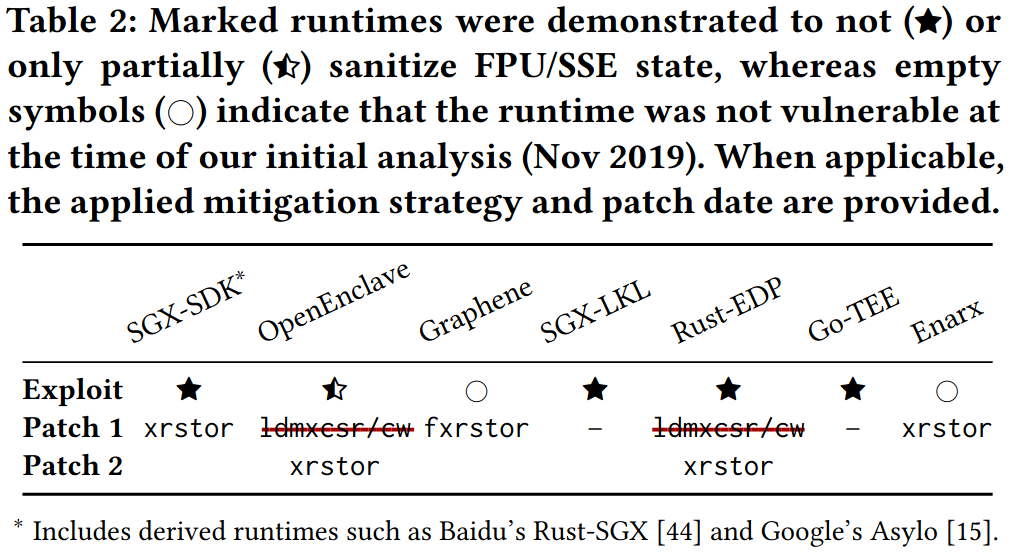 Table 2: Marked runtimes were demonstrated to not (★) or
only partially (⯪) sanitize FPU/SSE state, whereas empty
symbols (○) indicate that the runtime was not vulnerable at
the time of our initial analysis (Nov 2019). When applicable,
the applied mitigation strategy and patch date are provided.
SGX-SDK* OpenEnclave Graphene SGX-LKL Rust-EDP Go-TEE Enarx
Exploit ★ ⯪ ○ ★ ★ ★ ○
Patch 1 xrstor ldmxcsr/cw fxrstor – ldmxcsr/cw – xrstor
Patch 2 xrstor xrstor
* Includes derived runtimes such as Baidu's Rust-SGX [44] and Google's Asylo [15].